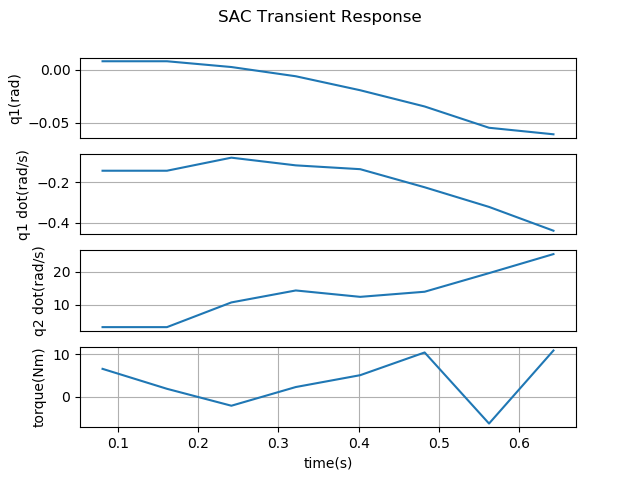 SAC Transient Response
q1(rad)
0.00
−0.05
q1 dot(rad/s)
−0.2
−0.4
q2 dot(rad/s)
20
10
torque(Nm)
10
0
0.1 0.2 0.3 0.4 0.5 0.6
time(s)